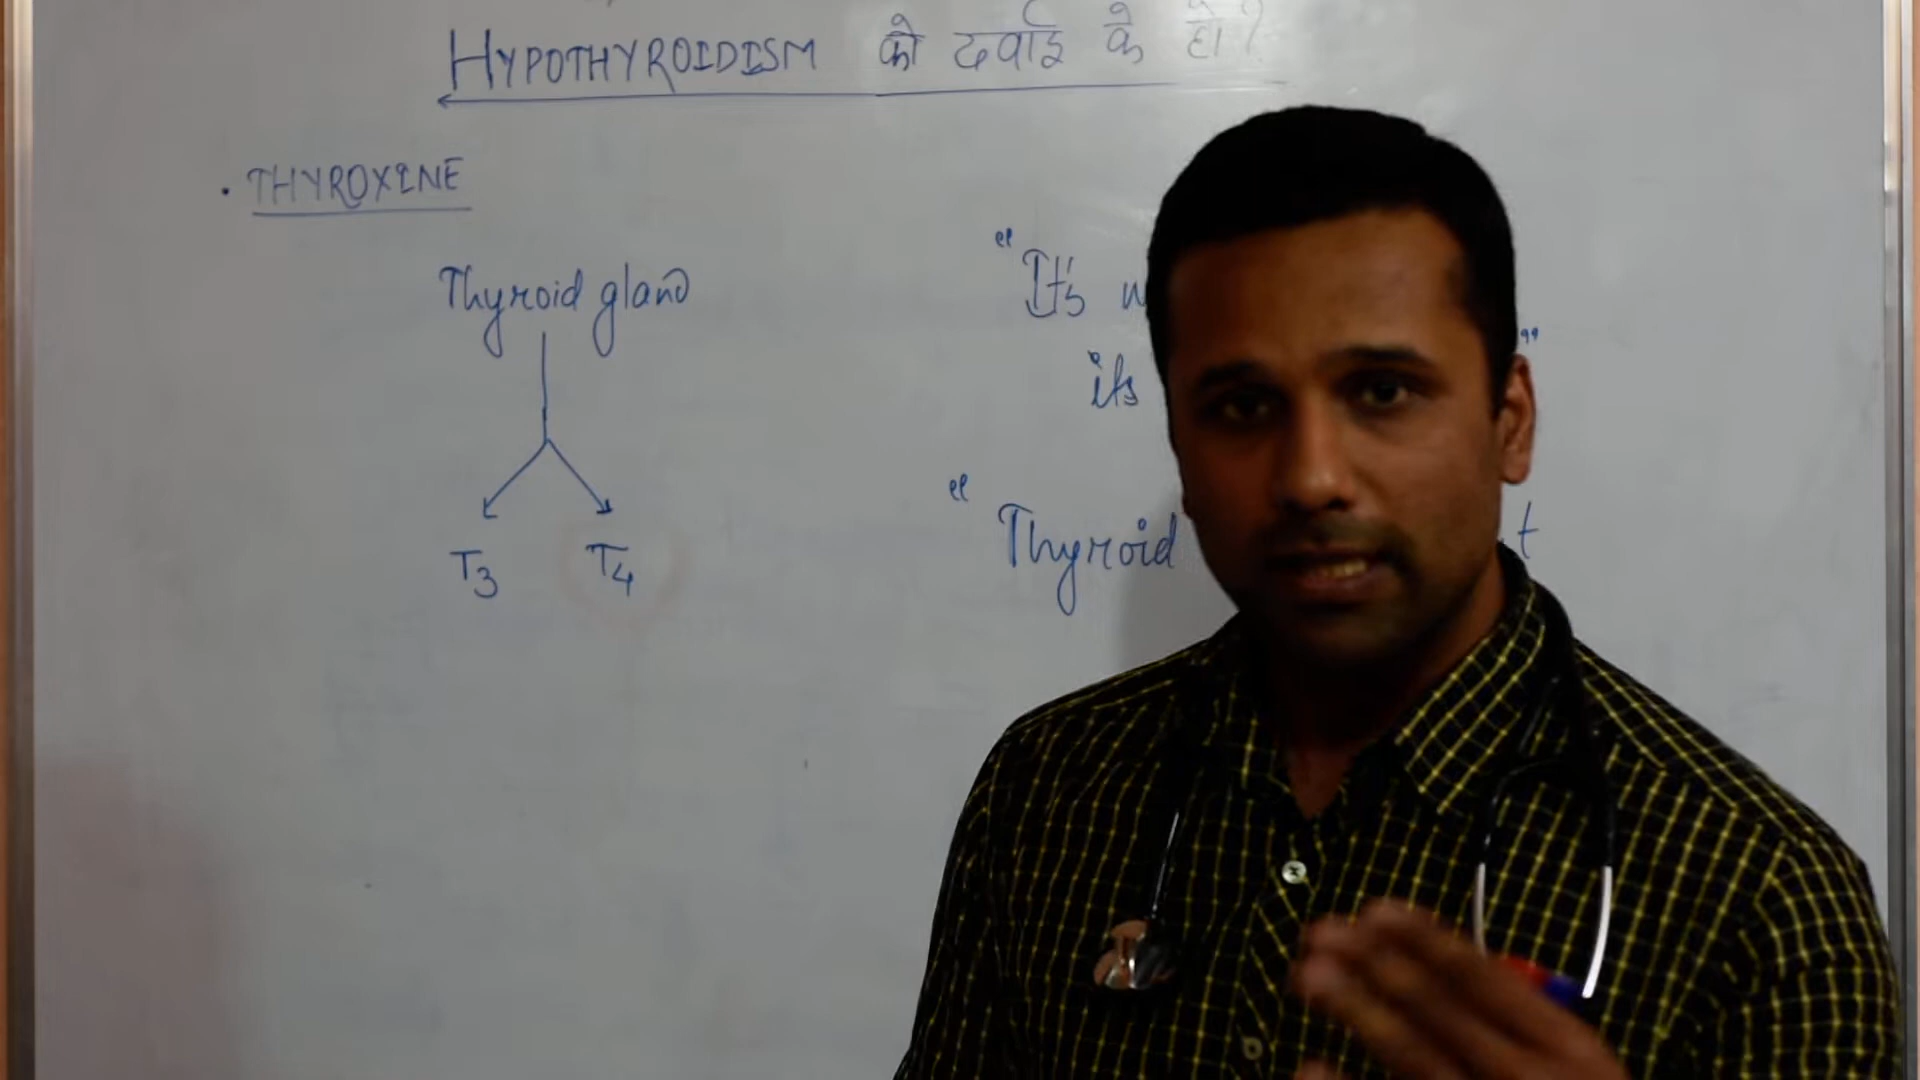 HYPOTHYROIDISM को दवाई के हो?
• THYROXINE
Thyroid gland
T3 T4
"It's
its "
"Thyroid